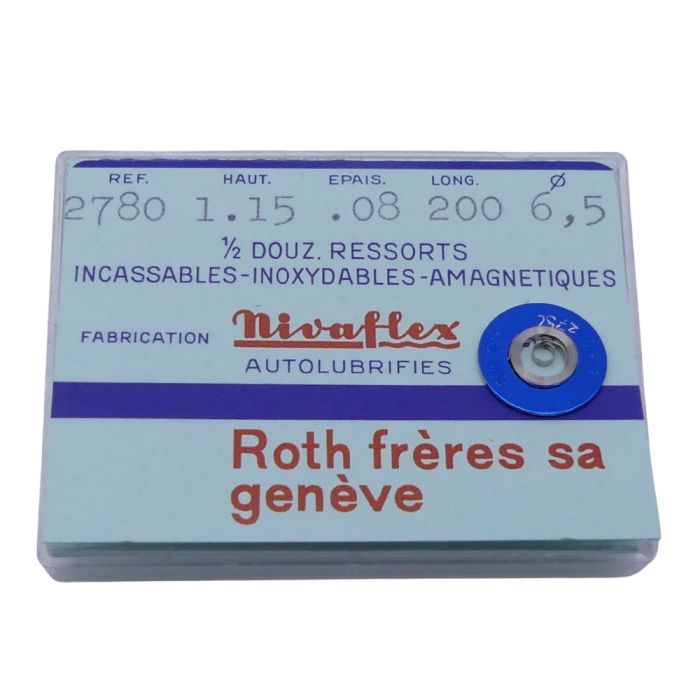 REF. HAUT. EPAIS. LONG. Ø
2780 1.15 .08 200 6,5
½ DOUZ. RESSORTS
INCASSABLES-INOXYDABLES-AMAGNETIQUES
FABRICATION Nivaflex
AUTOLUBRIFIES
Roth frères sa
genève